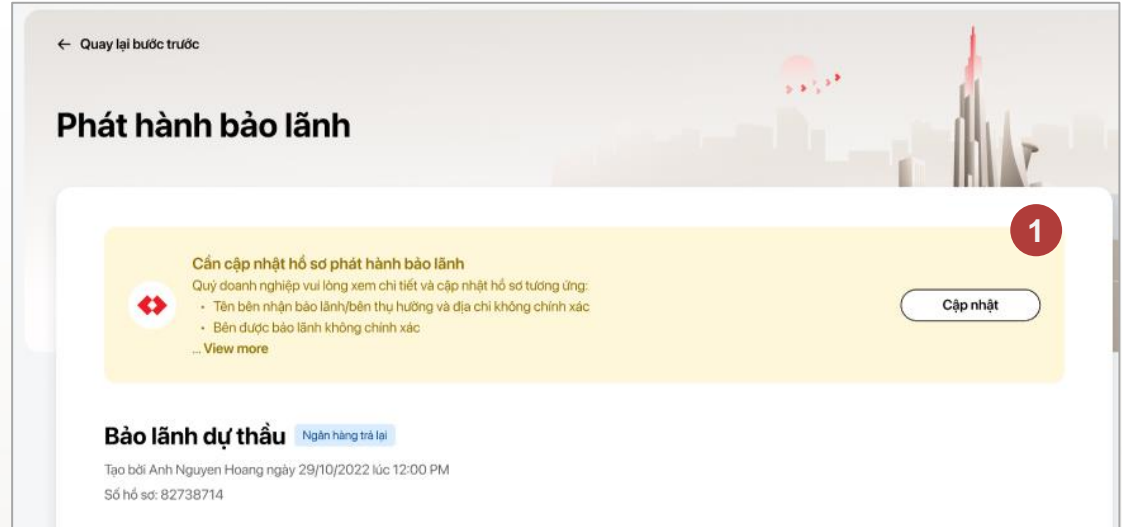 ← Quay lại bước trước
Phát hành bảo lãnh
1
Cần cập nhật hồ sơ phát hành bảo lãnh
Quý doanh nghiệp vui lòng xem chi tiết và cập nhật hồ sơ tương ứng:
• Tên bên nhận bảo lãnh/bên thụ hưởng và địa chỉ không chính xác
• Bên được bảo lãnh không chính xác
... View more
Cập nhật
Bảo lãnh dự thầu Ngân hàng trả lại
Tạo bởi Anh Nguyen Hoang ngày 29/10/2022 lúc 12:00 PM
Số hồ sơ: 82738714